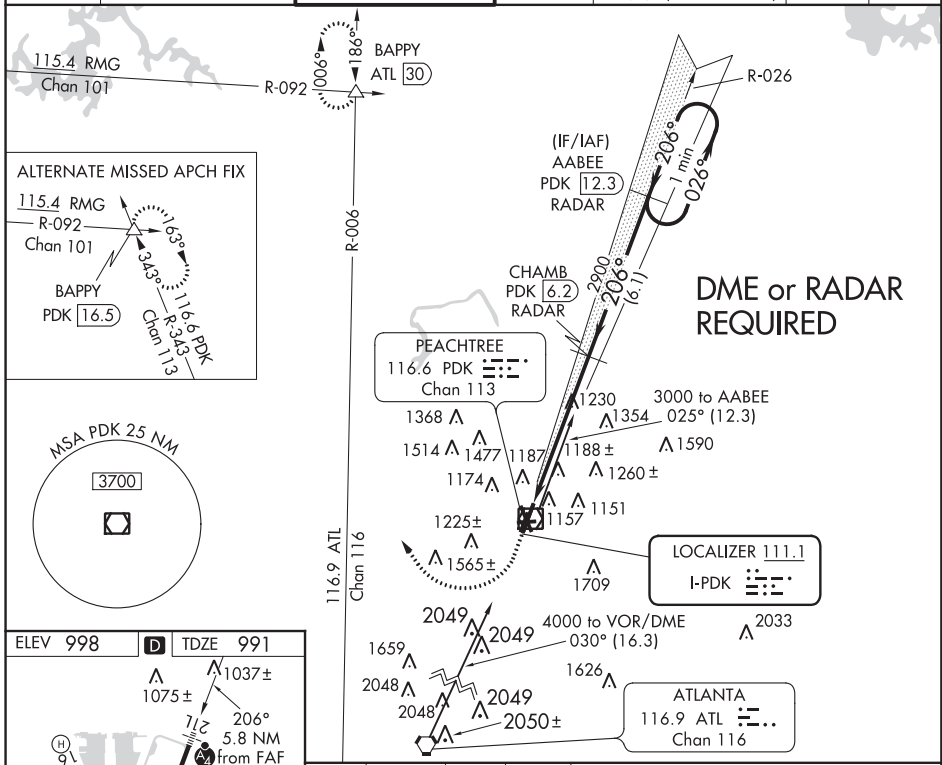 115.4 RMG
Chan 101
R-092
006°
186°
BAPPY
ATL 30
R-026
(IF/IAF)
AABEE
PDK 12.3
RADAR
206°
1 min
026°
ALTERNATE MISSED APCH FIX
115.4 RMG
R-092
Chan 101
163°
343°
BAPPY
PDK 16.5
116.6 PDK
R-343
Chan 113
R-006
CHAMB
PDK 6.2
RADAR
2900
206°
(6.1)
DME or RADAR
REQUIRED
PEACHTREE
116.6 PDK
Chan 113
3000 to AABEE
025° (12.3)
1230
1354
1368
1514
1477
1187
1188 ±
1590
1174
1260 ±
1157
1151
MSA PDK 25 NM
3700
1225±
1565±
116.9 ATL
Chan 116
LOCALIZER 111.1
I-PDK
1709
2033
2049
2049
4000 to VOR/DME
030° (16.3)
1659
2048
2048
2049
2050 ±
1626
ATLANTA
116.9 ATL
Chan 116
ELEV 998
D
TDZE 991
1075 ±
1037±
206°
5.8 NM
from FAF
21L
H
A4